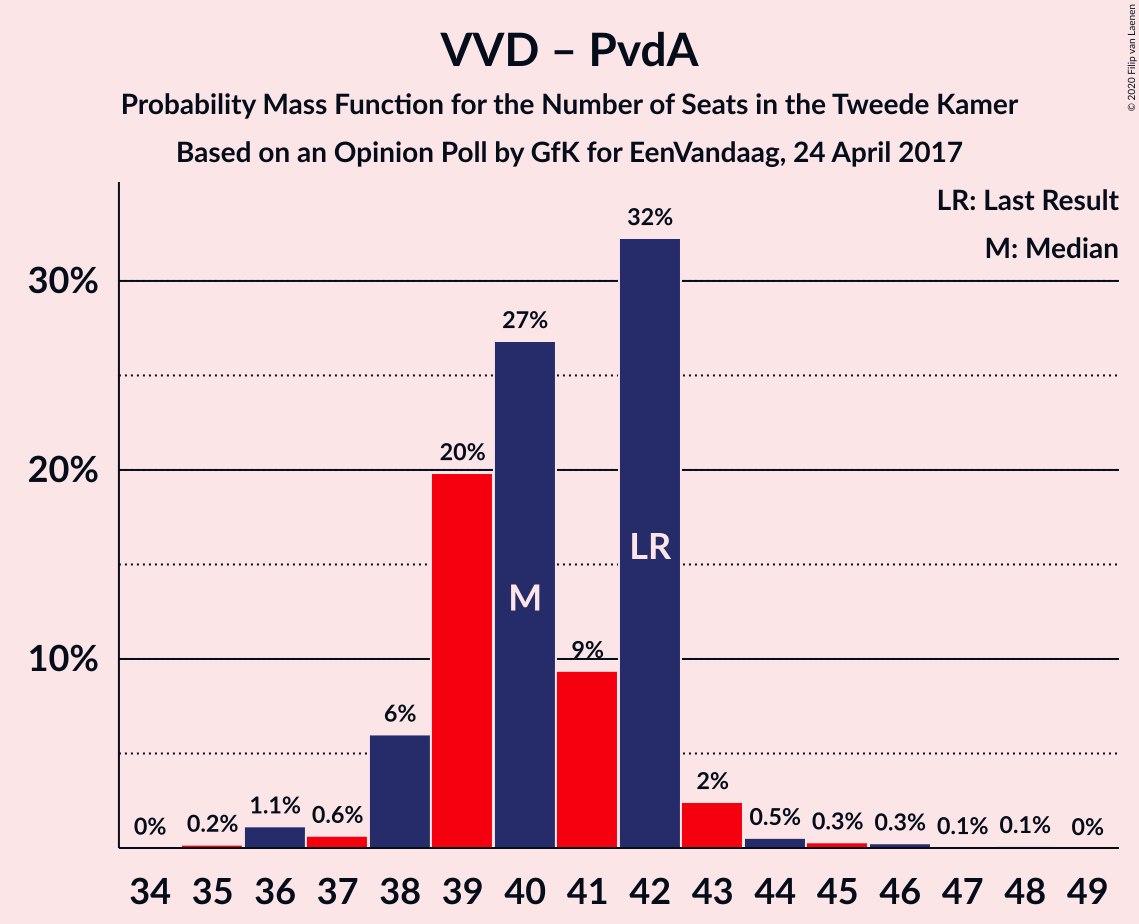 VVD – PvdA
Probability Mass Function for the Number of Seats in the Tweede Kamer
Based on an Opinion Poll by GfK for EenVandaag, 24 April 2017
© 2020 Filip van Laenen
LR: Last Result
M: Median
30%
20%
10%
0%
0.2%
1.1%
0.6%
6%
20%
27%
9%
32%
2%
0.5%
0.3%
0.3%
0.1%
0.1%
0%
M
LR
34 35 36 37 38 39 40 41 42 43 44 45 46 47 48 49